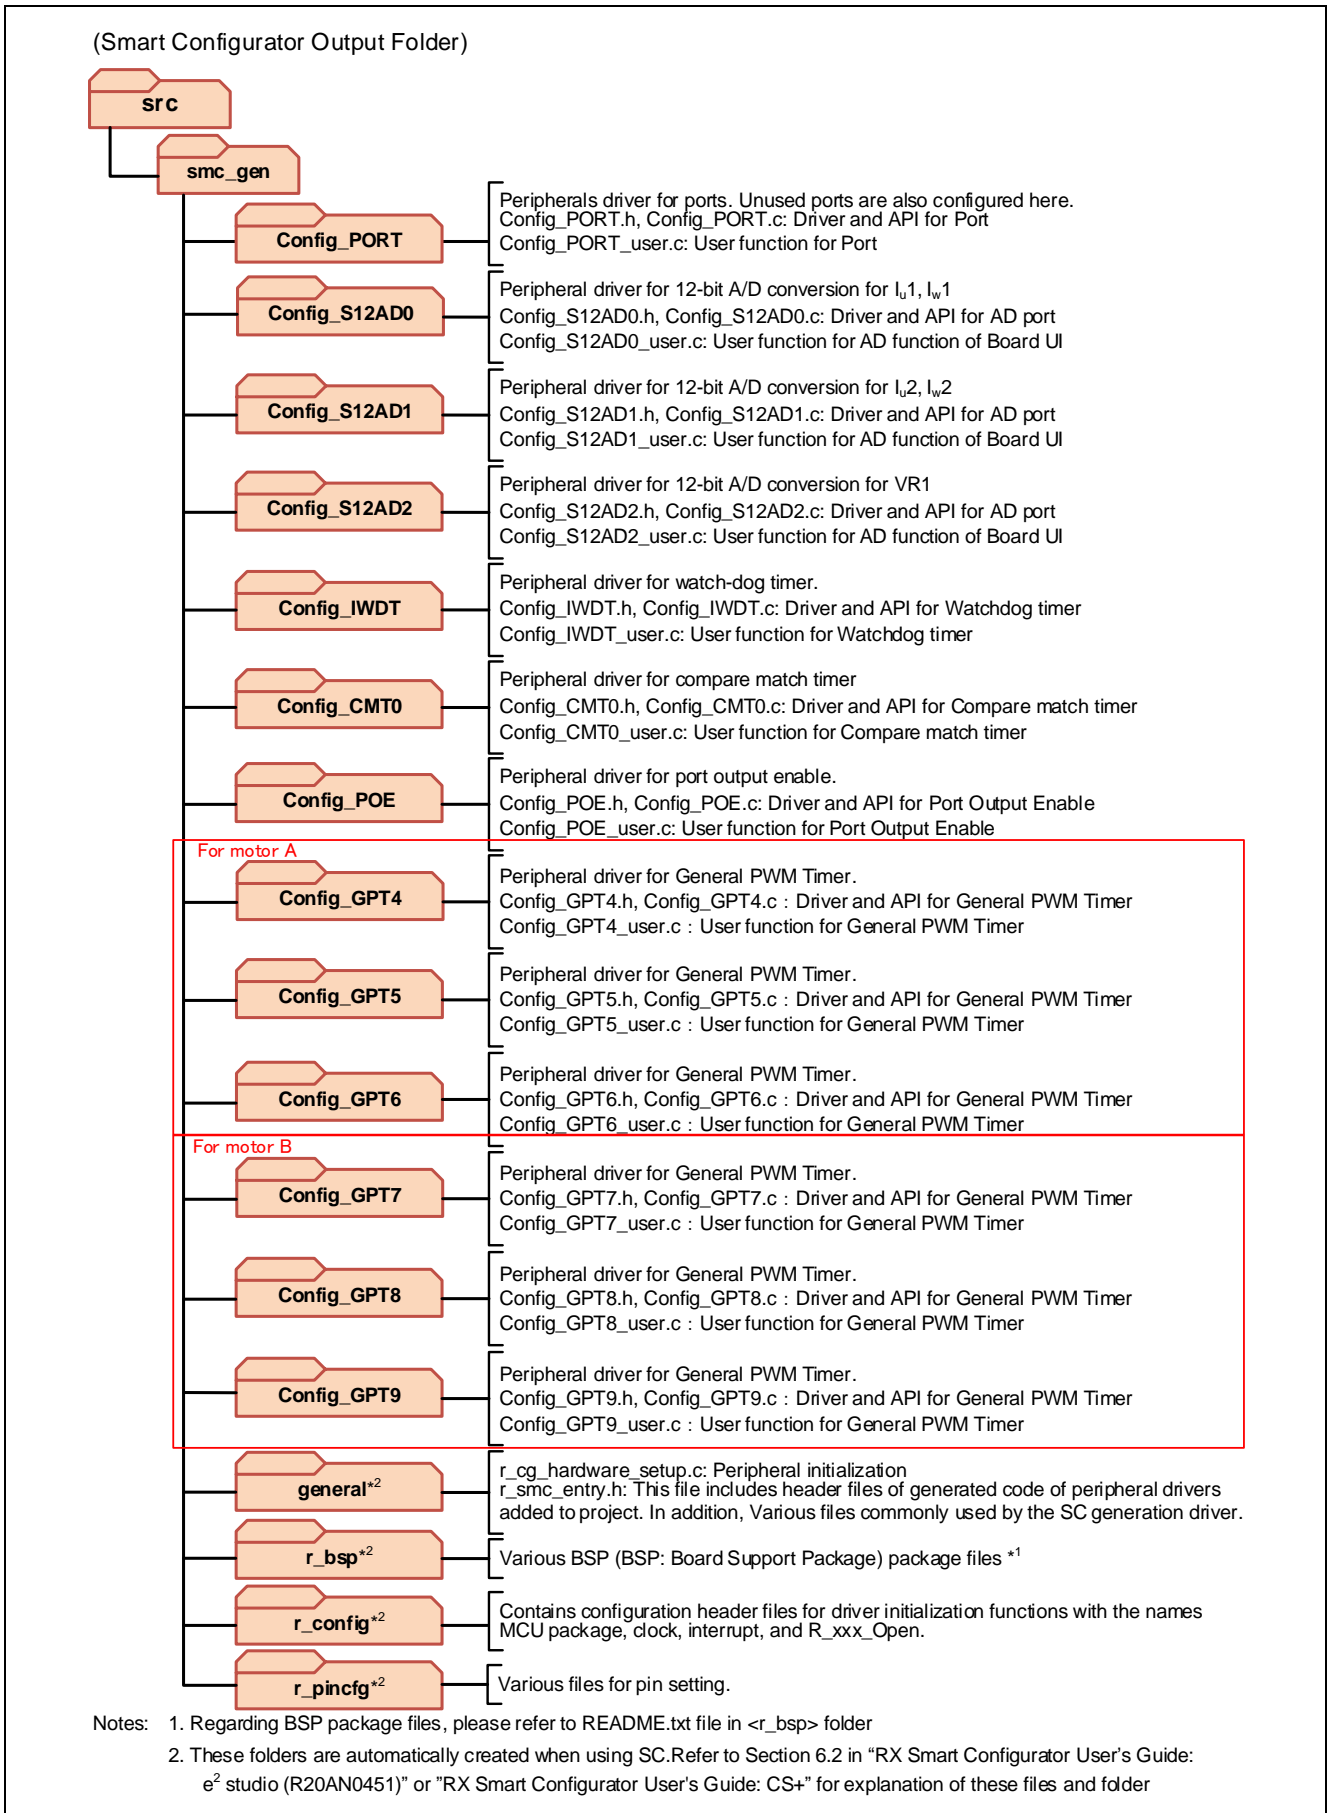 (Smart Configurator Output Folder)
src
smc_gen
Config_PORT
Peripherals driver for ports. Unused ports are also configured here.
Config_PORT.h, Config_PORT.c: Driver and API for Port
Config_PORT_user.c: User function for Port
Config_S12AD0
Peripheral driver for 12-bit A/D conversion for Iu1, Iw1
Config_S12AD0.h, Config_S12AD0.c: Driver and API for AD port
Config_S12AD0_user.c: User function for AD function of Board UI
Config_S12AD1
Peripheral driver for 12-bit A/D conversion for Iu2, Iw2
Config_S12AD1.h, Config_S12AD1.c: Driver and API for AD port
Config_S12AD1_user.c: User function for AD function of Board UI
Config_S12AD2
Peripheral driver for 12-bit A/D conversion for VR1
Config_S12AD2.h, Config_S12AD2.c: Driver and API for AD port
Config_S12AD2_user.c: User function for AD function of Board UI
Config_IWDT
Peripheral driver for watch-dog timer.
Config_IWDT.h, Config_IWDT.c: Driver and API for Watchdog timer
Config_IWDT_user.c: User function for Watchdog timer
Config_CMT0
Peripheral driver for compare match timer
Config_CMT0.h, Config_CMT0.c: Driver and API for Compare match timer
Config_CMT0_user.c: User function for Compare match timer
Config_POE
Peripheral driver for port output enable.
Config_POE.h, Config_POE.c: Driver and API for Port Output Enable
Config_POE_user.c: User function for Port Output Enable
For motor A
Config_GPT4
Peripheral driver for General PWM Timer.
Config_GPT4.h, Config_GPT4.c : Driver and API for General PWM Timer
Config_GPT4_user.c : User function for General PWM Timer
Config_GPT5
Peripheral driver for General PWM Timer.
Config_GPT5.h, Config_GPT5.c : Driver and API for General PWM Timer
Config_GPT5_user.c : User function for General PWM Timer
Config_GPT6
Peripheral driver for General PWM Timer.
Config_GPT6.h, Config_GPT6.c : Driver and API for General PWM Timer
Config_GPT6_user.c : User function for General PWM Timer
For motor B
Config_GPT7
Peripheral driver for General PWM Timer.
Config_GPT7.h, Config_GPT7.c : Driver and API for General PWM Timer
Config_GPT7_user.c : User function for General PWM Timer
Config_GPT8
Peripheral driver for General PWM Timer.
Config_GPT8.h, Config_GPT8.c : Driver and API for General PWM Timer
Config_GPT8_user.c : User function for General PWM Timer
Config_GPT9
Peripheral driver for General PWM Timer.
Config_GPT9.h, Config_GPT9.c : Driver and API for General PWM Timer
Config_GPT9_user.c : User function for General PWM Timer
general*2
r_cg_hardware_setup.c: Peripheral initialization
r_smc_entry.h: This file includes header files of generated code of peripheral drivers
added to project. In addition, Various files commonly used by the SC generation driver.
r_bsp*2
Various BSP (BSP: Board Support Package) package files *1
r_config*2
Contains configuration header files for driver initialization functions with the names
MCU package, clock, interrupt, and R_xxx_Open.
r_pincfg*2
Various files for pin setting.
Notes: 1. Regarding BSP package files, please refer to README.txt file in <r_bsp> folder
2. These folders are automatically created when using SC.Refer to Section 6.2 in “RX Smart Configurator User’s Guide:
e2 studio (R20AN0451)” or ”RX Smart Configurator User's Guide: CS+” for explanation of these files and folder